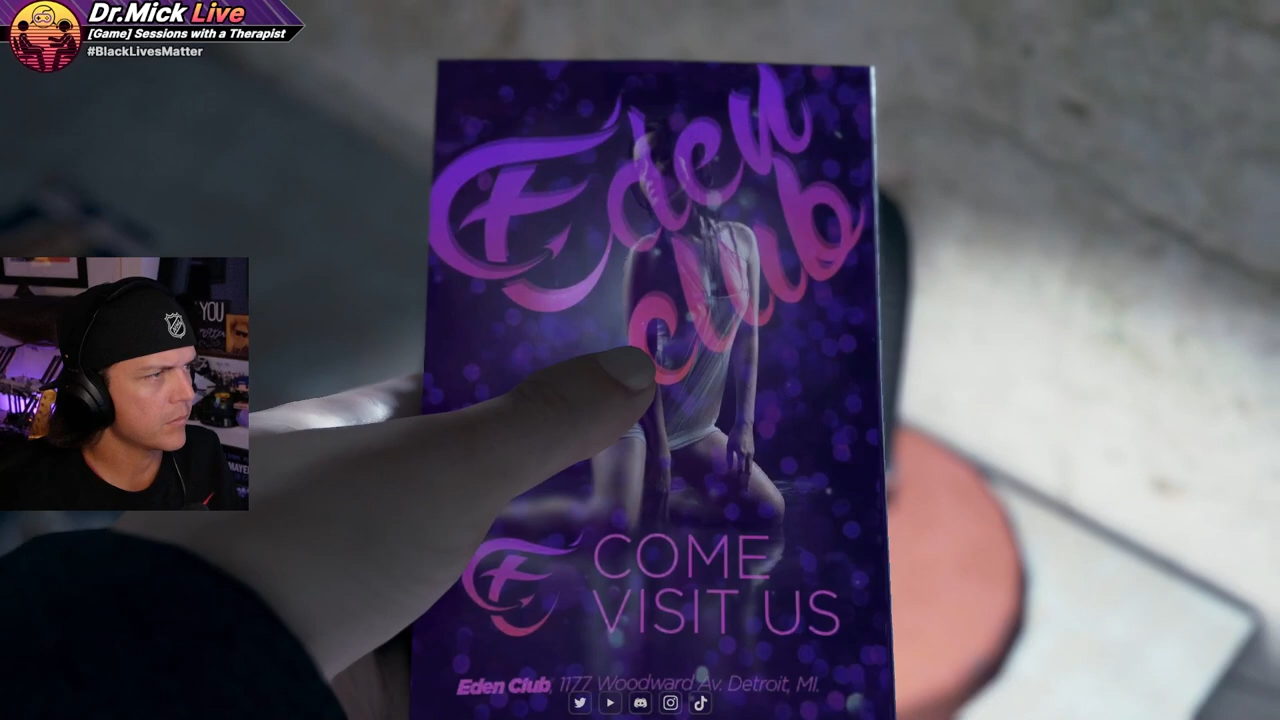 Dr.Mick Live
[Game] Sessions with a Therapist
#BlackLivesMatter
Eden
club
YOU
COME
VISIT US
Eden Club, 1177 Woodward Av. Detroit, MI.